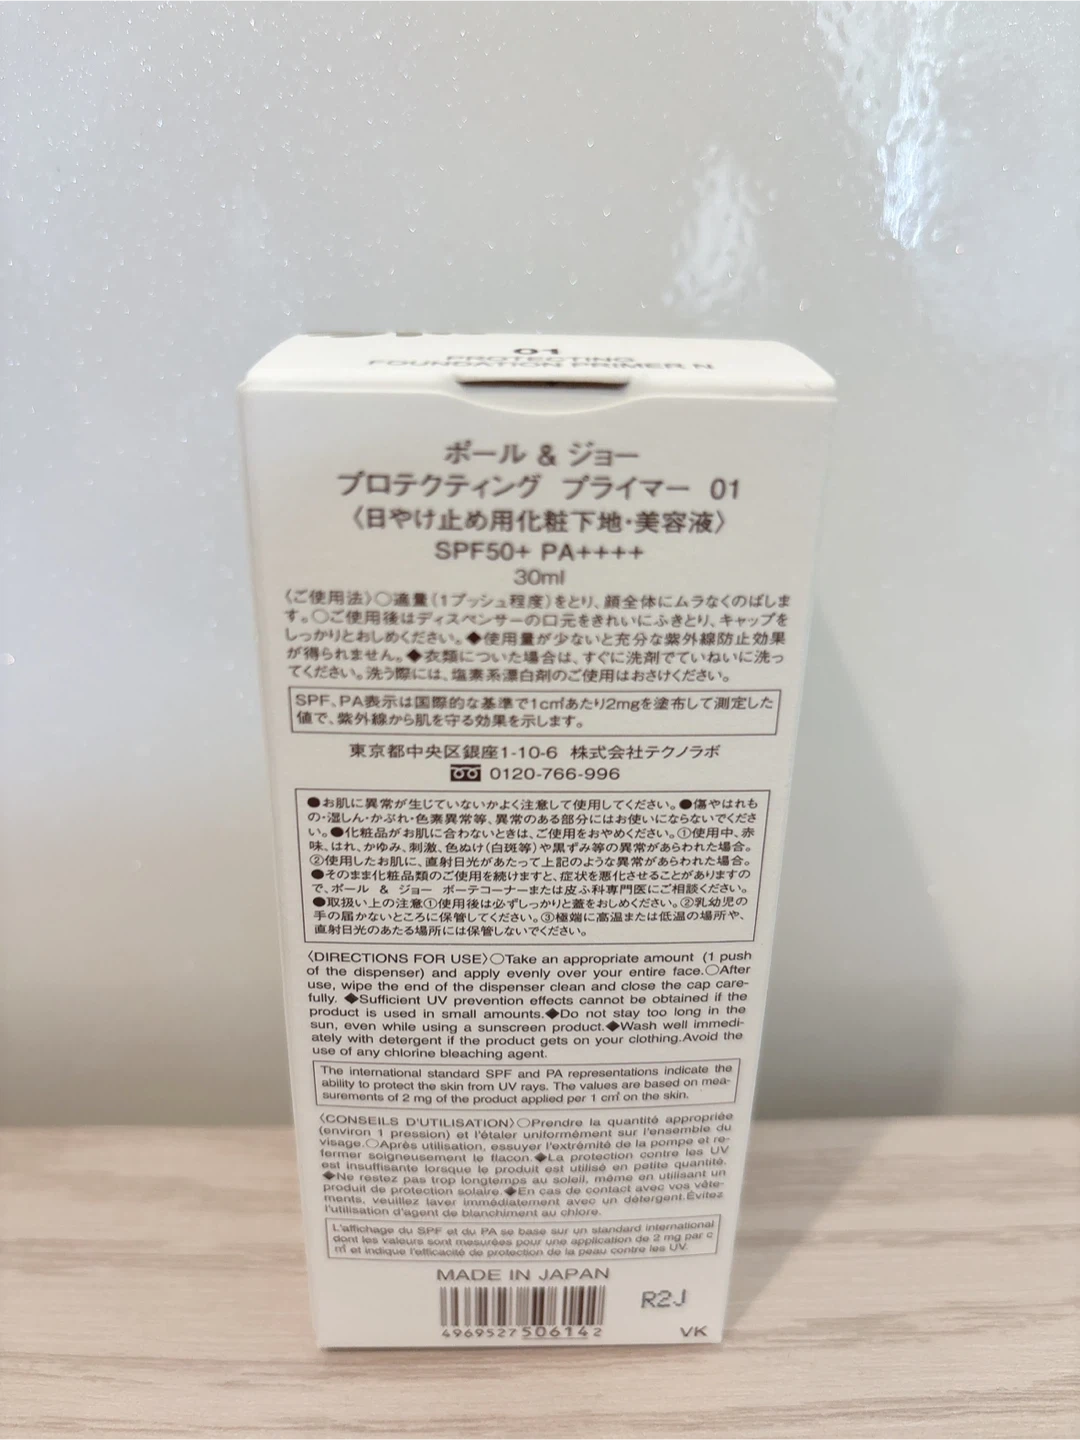 01
PROTECTING
FOUNDATION PRIMER N
ポール & ジョー
プロテクティング プライマー 01
〈日やけ止め用化粧下地・美容液〉
SPF50+ PA++++
30ml
〈ご使用法〉○適量(1プッシュ程度)をとり、顔全体にムラなくのばしま
す。○ご使用後はディスペンサーの口元をきれいにふきとり、キャップを
しっかりとおしめください。◆使用量が少ないと充分な紫外線防止効果
が得られません。◆衣類についた場合は、すぐに洗剤でていねいに洗っ
てください。洗う際には、塩素系漂白剤のご使用はおさけください。
SPF、PA表示は国際的な基準で1c㎡あたり2mgを塗布して測定した
値で、紫外線から肌を守る効果を示します。
東京都中央区銀座1-10-6 株式会社テクノラボ
0120-766-996
●お肌に異常が生じていないかよく注意して使用してください。●傷やはれも
の・湿しん・かぶれ・色素異常等、異常のある部分にはお使いにならないでくださ
い。●化粧品がお肌に合わないときは、ご使用をおやめください。①使用中、赤
味、はれ、かゆみ、刺激、色ぬけ(白斑等)や黒ずみ等の異常があらわれた場合。
②使用したお肌に、直射日光があたって上記のような異常があらわれた場合。
●そのまま化粧品類のご使用を続けますと、症状を悪化させることがありますの
で、ポール & ジョー ボーテコーナーまたは皮ふ科専門医にご相談ください。
●取扱い上の注意①使用後は必ずしっかりと蓋をおしめください。②乳幼児の
手の届かないところに保管してください。③極端に高温または低温の場所や、
直射日光のあたる場所には保管しないでください。
〈DIRECTIONS FOR USE〉○Take an appropriate amount (1 push
of the dispenser) and apply evenly over your entire face.○After
use, wipe the end of the dispenser clean and close the cap care-
fully. ◆Sufficient UV prevention effects cannot be obtained if the
product is used in small amounts.◆Do not stay too long in the
sun, even while using a sunscreen product.◆Wash well immedi-
ately with detergent if the product gets on your clothing.Avoid the
use of any chlorine bleaching agent.
The international standard SPF and PA representations indicate the
ability to protect the skin from UV rays. The values are based on mea-
surements of 2 mg of the product applied per 1 c㎡ on the skin.
〈CONSEILS D'UTILISATION〉○Prendre la quantité appropriée
(environ 1 pression) et l'étaler uniformément sur l'ensemble du
visage.○Après utilisation, essuyer l'extrémité de la pompe et re-
fermer soigneusement le flacon.◆La protection contre les UV
est insuffisante lorsque le produit est utilisé en petite quantité.
◆Ne restez pas trop longtemps au soleil, même en utilisant un
produit de protection solaire.◆En cas de contact avec vos vête-
ments, veuillez laver immédiatement avec un détergent.Évitez
l'utilisation d'agent de blanchiment au chlore.
L'affichage du SPF et du PA se base sur un standard international
dont les valeurs sont mesurées pour une application de 2 mg par c
㎡ et indique l'efficacité de protection de la peau contre les UV.
MADE IN JAPAN
R2J
4969527506142
VK